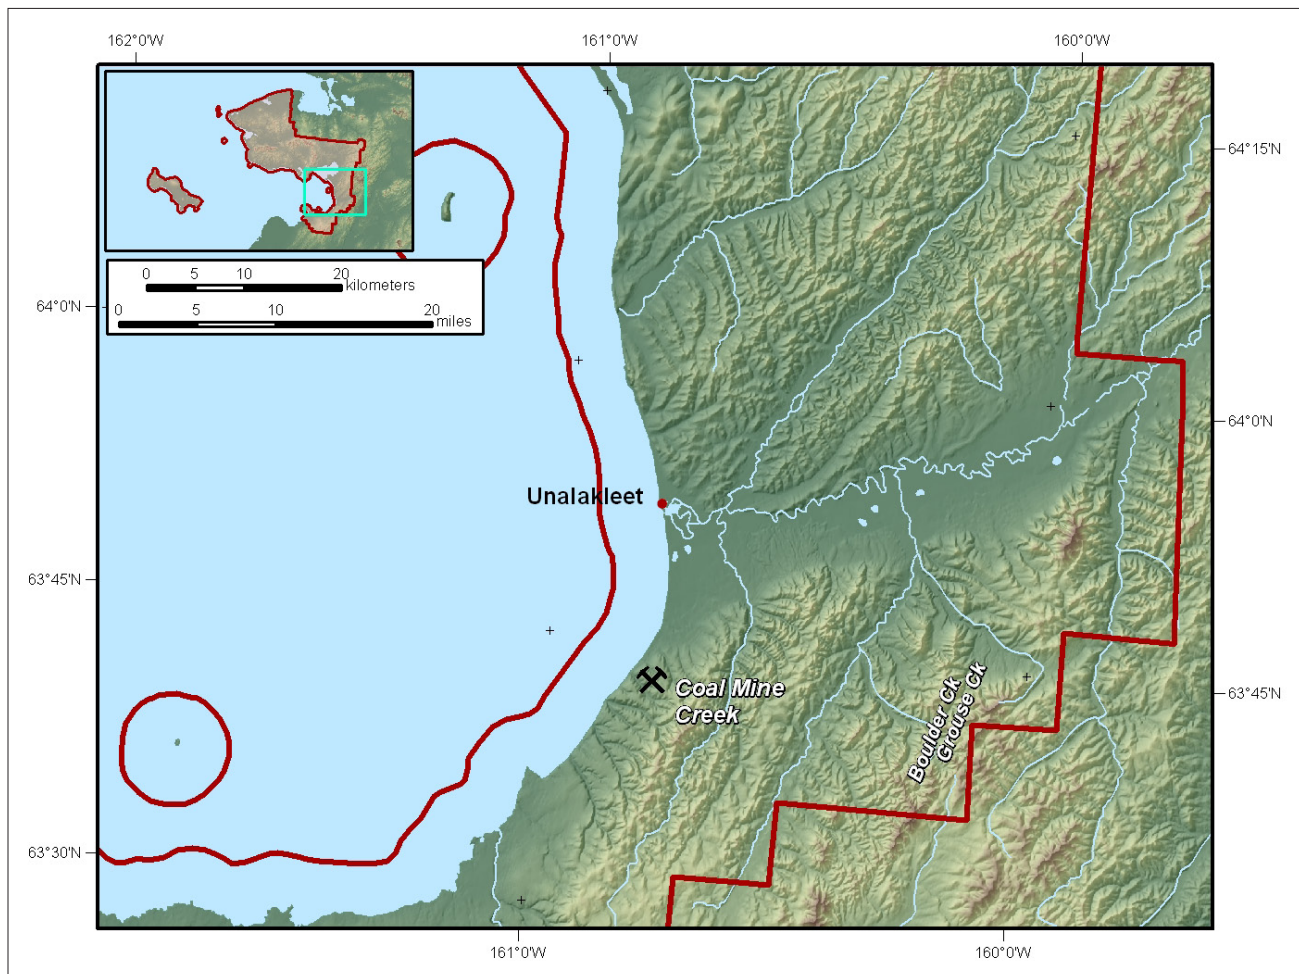 162°0'W
161°0'W
160°0'W
64°15'N
0
5
10
20
kilometers
0
5
10
20
miles
64°0'N
64°0'N
Unalakleet
63°45'N
Coal Mine
Creek
Boulder Ck
Grouse Ck
63°45'N
63°30'N
161°0'W
160°0'W